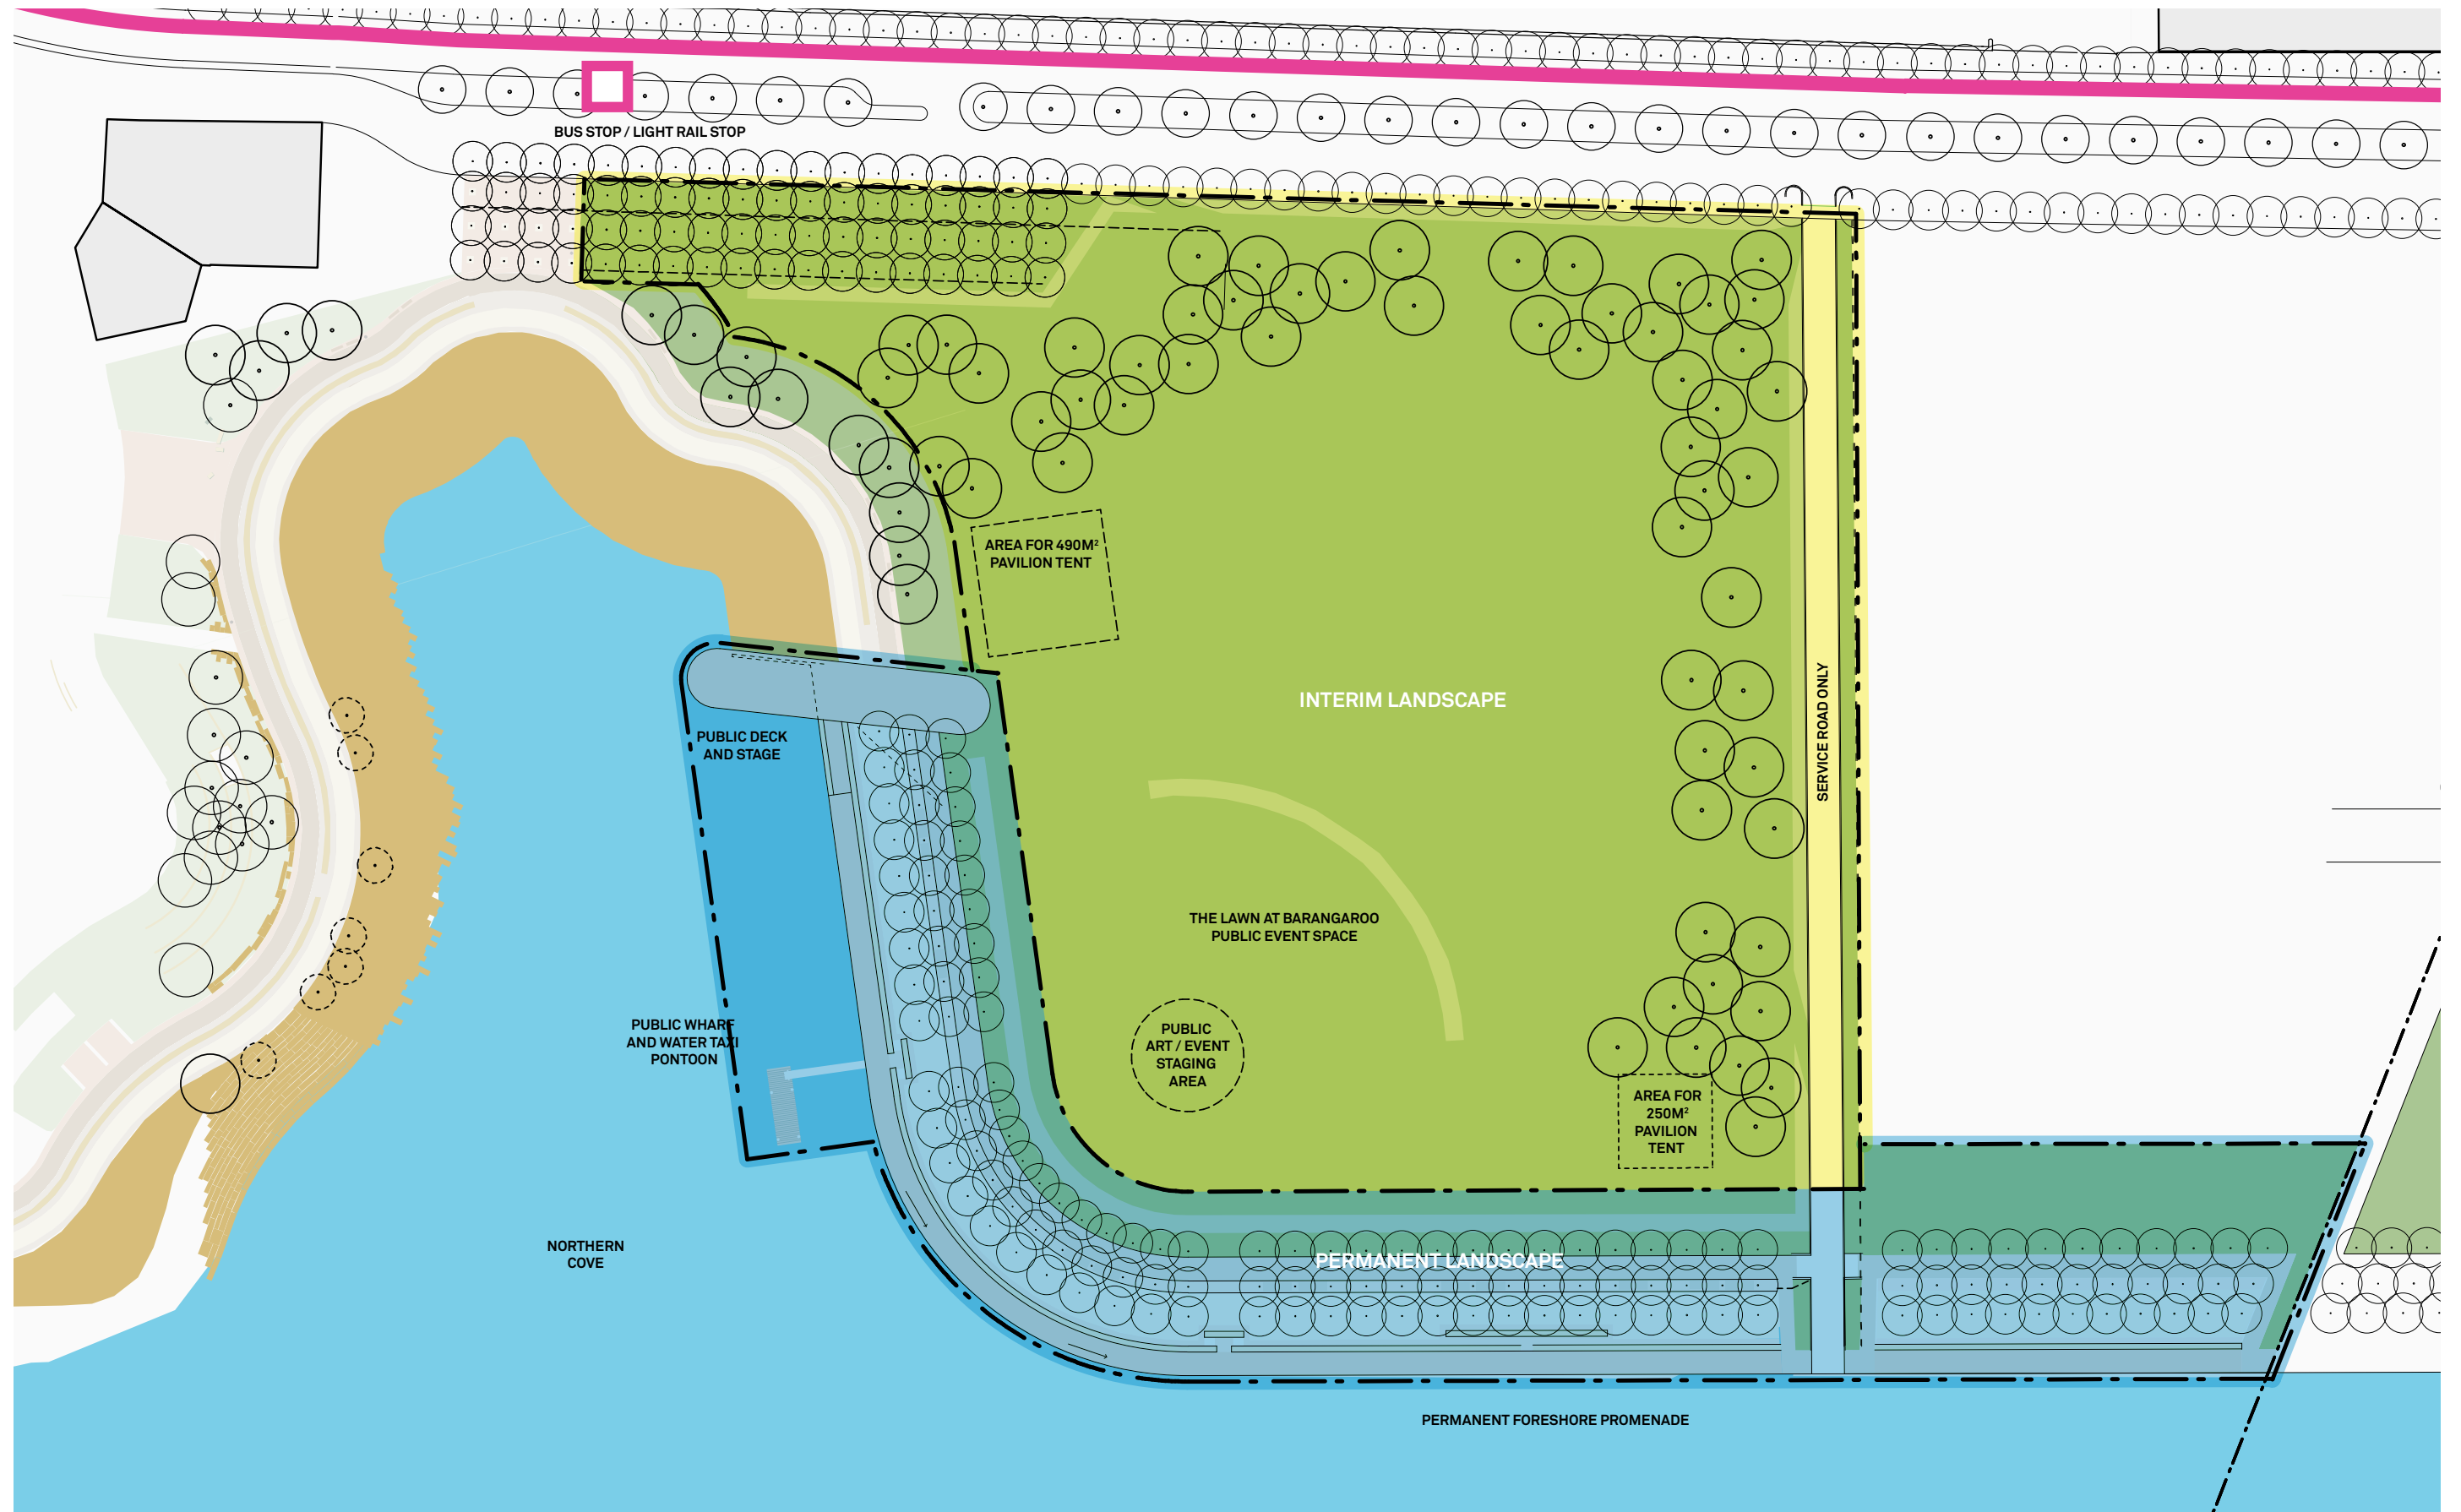 BUS STOP / LIGHT RAIL STOP
AREA FOR 490M²
PAVILION TENT
INTERIM LANDSCAPE
SERVICE ROAD ONLY
PUBLIC DECK
AND STAGE
THE LAWN AT BARANGAROO
PUBLIC EVENT SPACE
PUBLIC WHARF
AND WATER TAXI
PONTOON
PUBLIC
ART / EVENT
STAGING
AREA
AREA FOR
250M²
PAVILION
TENT
NORTHERN
COVE
PERMANENT LANDSCAPE
PERMANENT FORESHORE PROMENADE